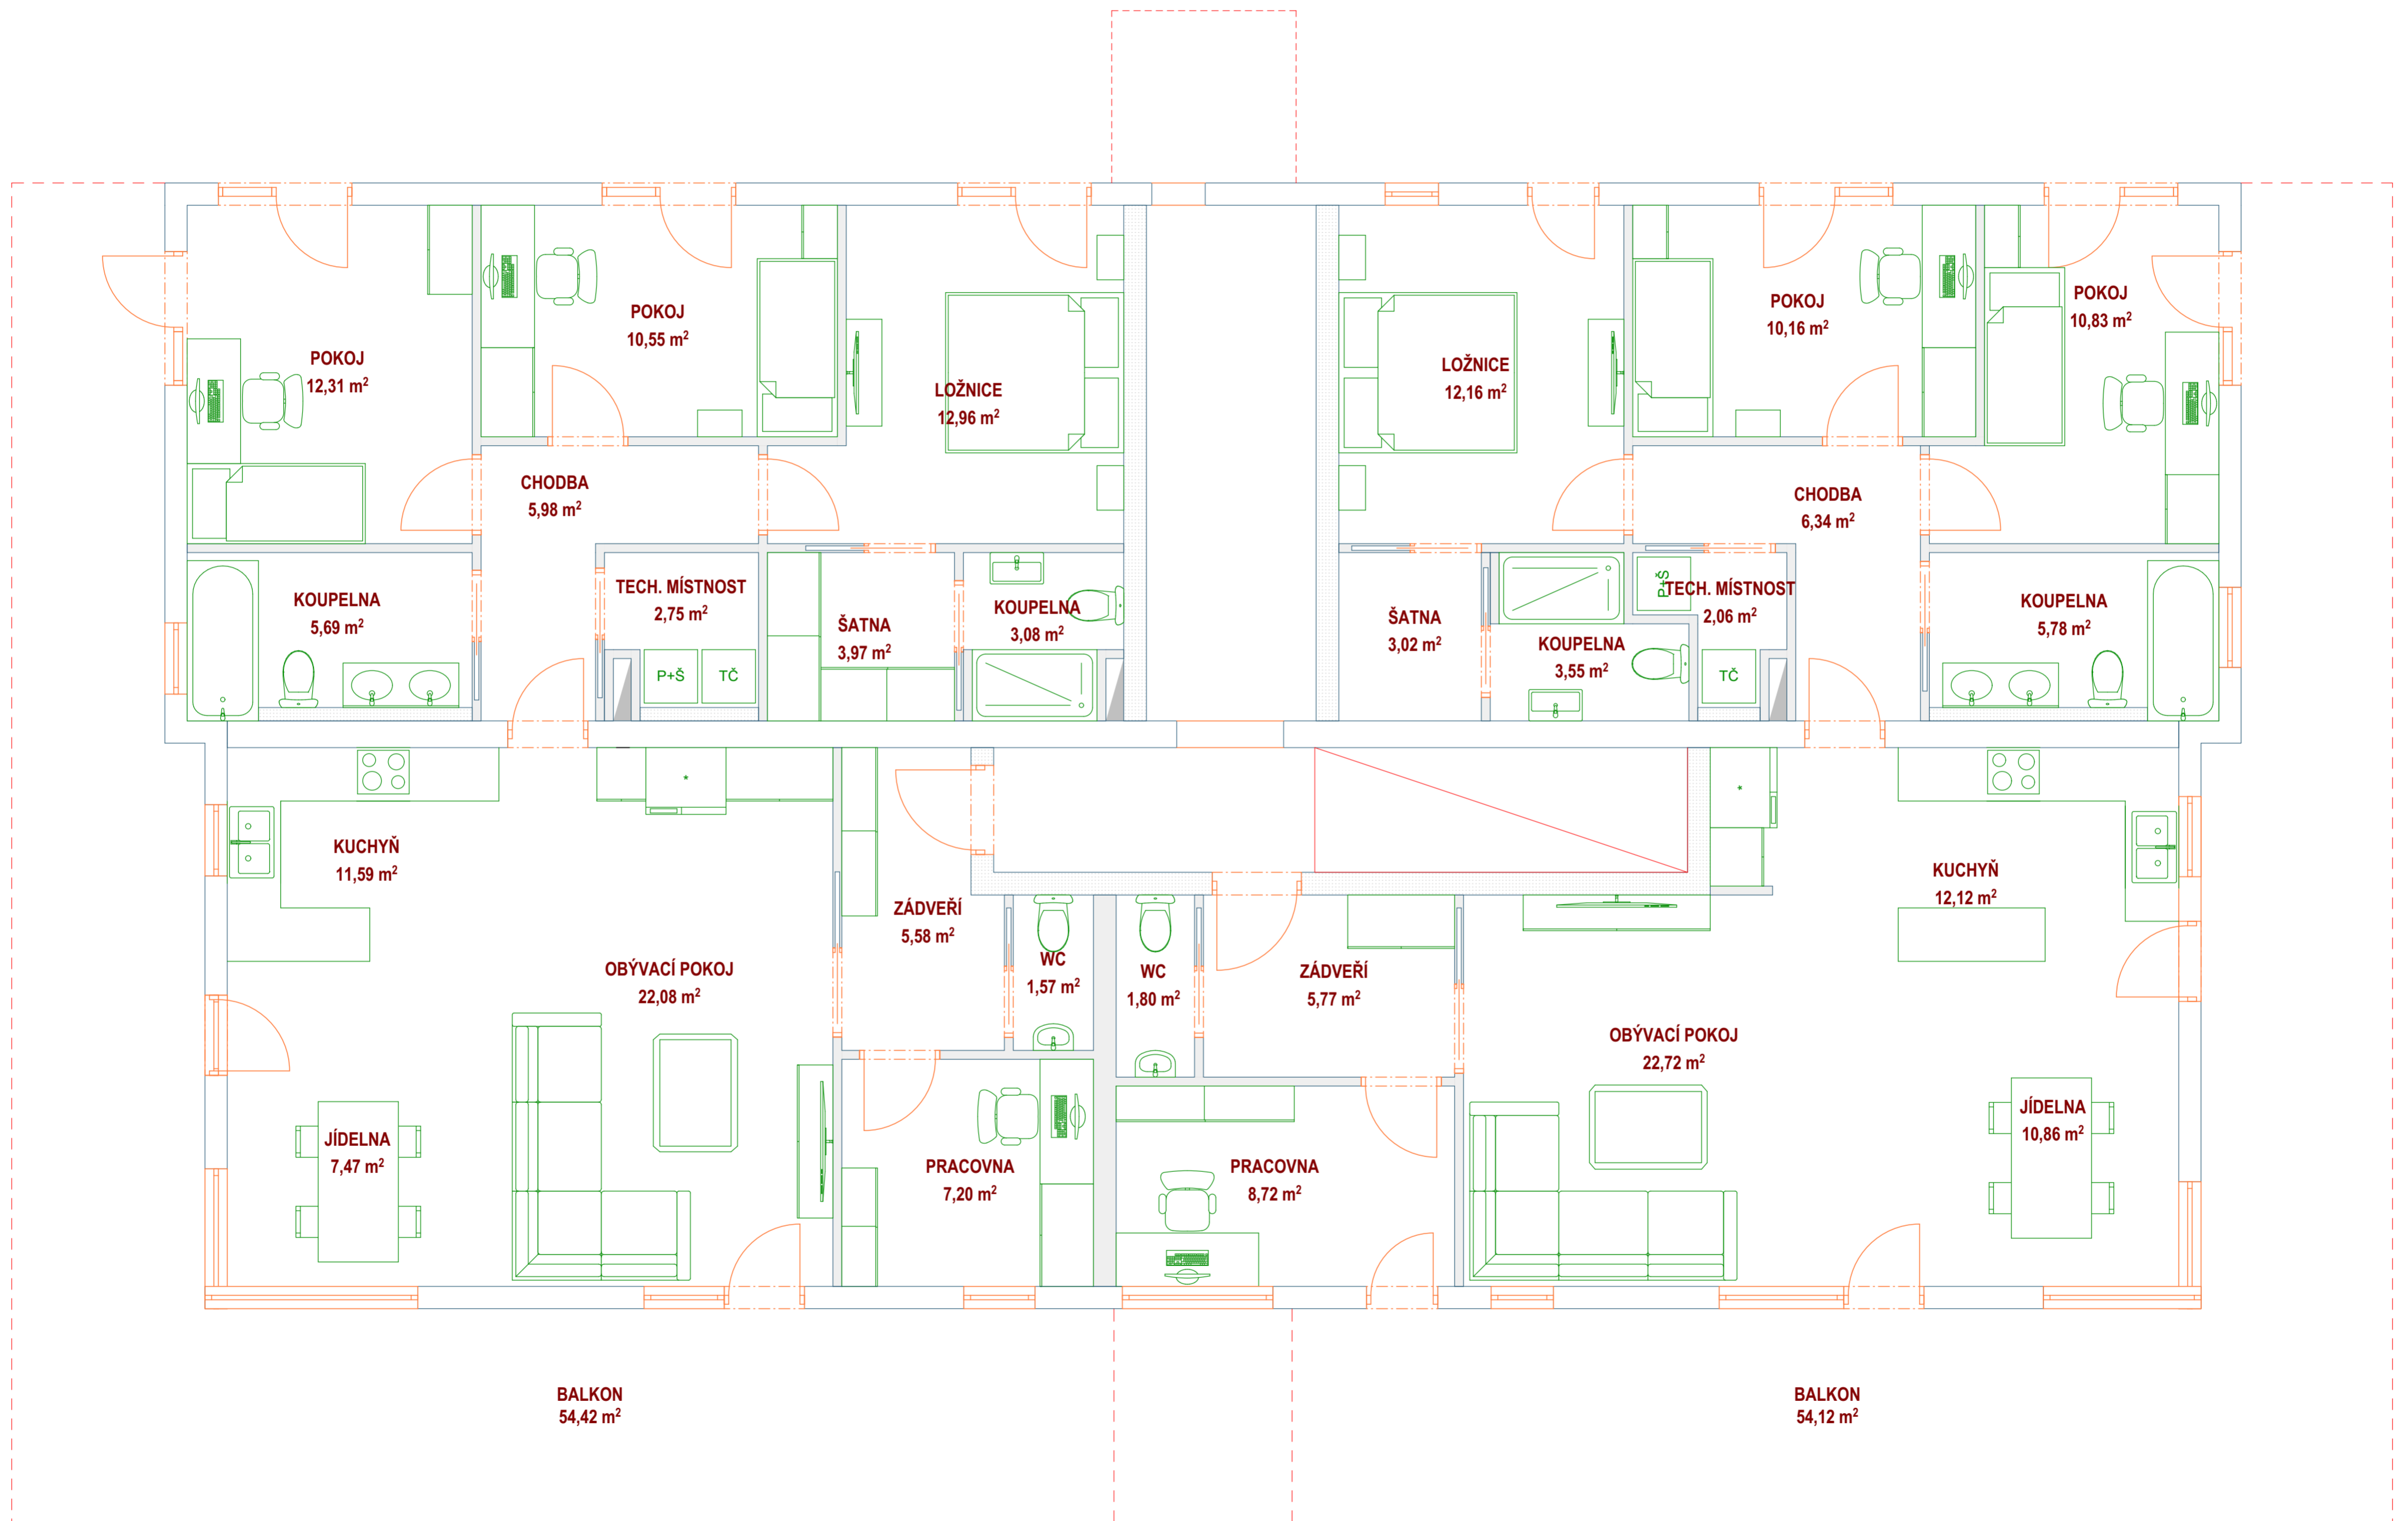 POKOJ
12,31 m²
POKOJ
10,55 m²
LOŽNICE
12,96 m²
LOŽNICE
12,16 m²
POKOJ
10,16 m²
POKOJ
10,83 m²
CHODBA
5,98 m²
CHODBA
6,34 m²
KOUPELNA
5,69 m²
TECH. MÍSTNOST
2,75 m²
P+Š
TČ
ŠATNA
3,97 m²
KOUPELNA
3,08 m²
ŠATNA
3,02 m²
KOUPELNA
3,55 m²
P+Š
TECH. MÍSTNOST
2,06 m²
TČ
KOUPELNA
5,78 m²
*
*
KUCHYŇ
11,59 m²
OBÝVACÍ POKOJ
22,08 m²
ZÁDVEŘÍ
5,58 m²
WC
1,57 m²
WC
1,80 m²
ZÁDVEŘÍ
5,77 m²
KUCHYŇ
12,12 m²
OBÝVACÍ POKOJ
22,72 m²
JÍDELNA
7,47 m²
PRACOVNA
7,20 m²
PRACOVNA
8,72 m²
JÍDELNA
10,86 m²
BALKON
54,42 m²
BALKON
54,12 m²